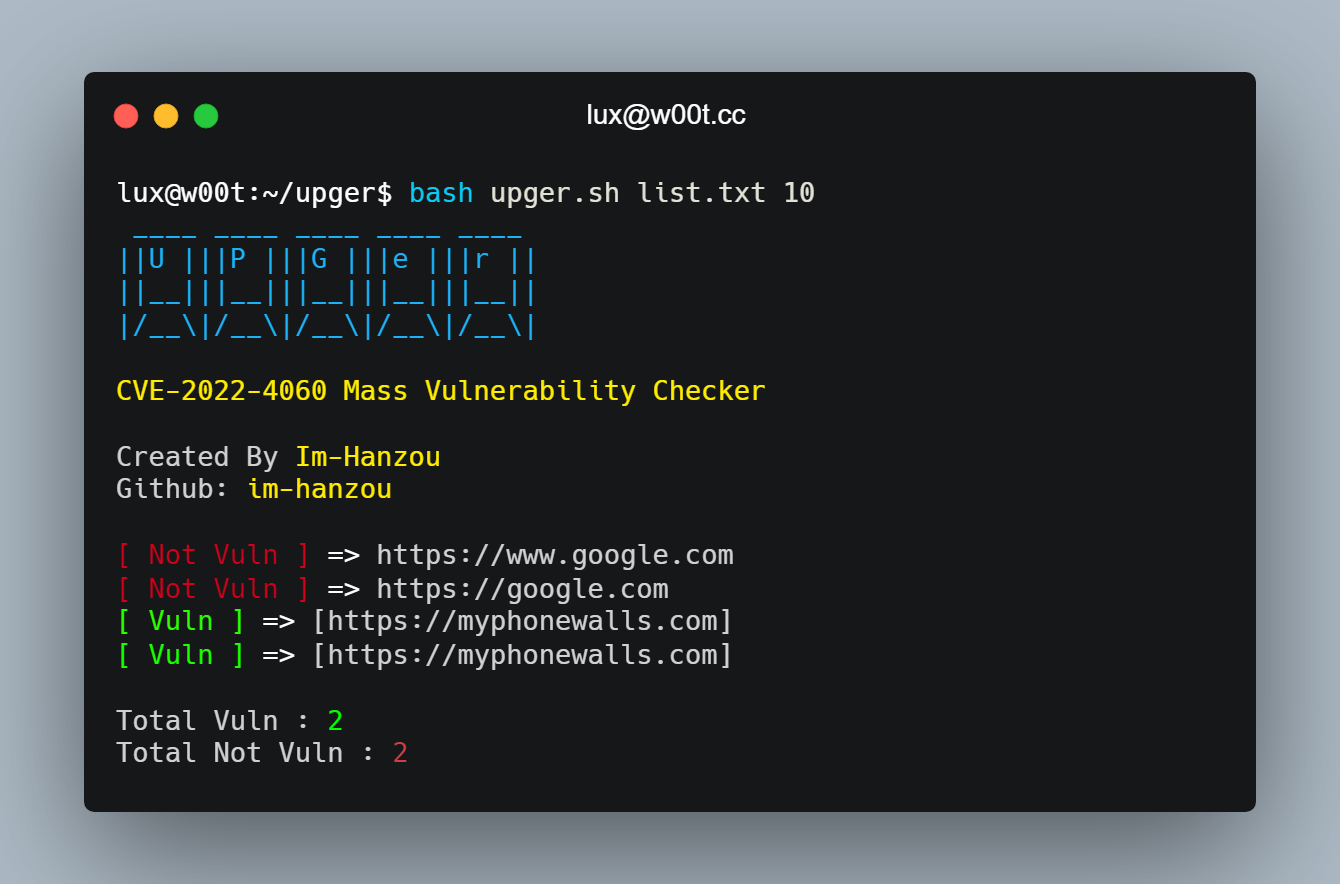 lux@w00t.cc
lux@w00t:~/upger$ bash upger.sh list.txt 10
 ____ ____ ____ ____ ____
||U |||P |||G |||e |||r ||
||__|||__|||__|||__|||__||
|/__\|/__\|/__\|/__\|/__\|
CVE-2022-4060 Mass Vulnerability Checker
Created By Im-Hanzou
Github: im-hanzou
[ Not Vuln ] => https://www.google.com
[ Not Vuln ] => https://google.com
[ Vuln ] => [https://myphonewalls.com]
[ Vuln ] => [https://myphonewalls.com]
Total Vuln : 2
Total Not Vuln : 2